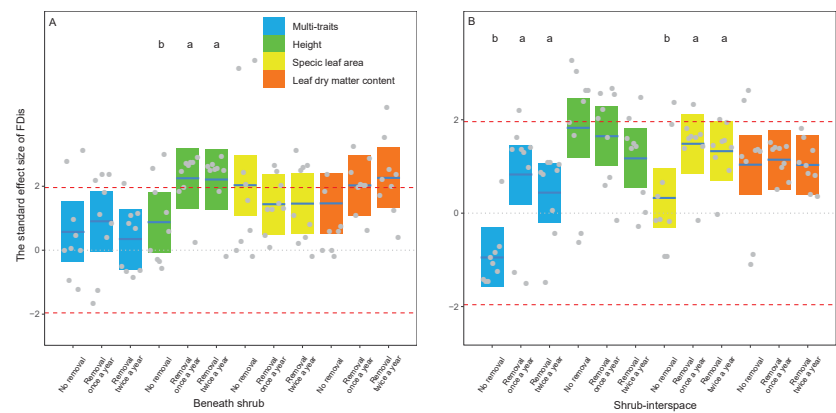 A
B
Multi-traits
Height
Specic leaf area
Leaf dry matter content
b a a
b a a
b a a
The standard effect size of FDis
2
0
−2
2
0
−2
No removal
Removal
once a year
Removal
twice a year
No removal
Removal
once a year
Removal
twice a year
No removal
Removal
once a year
Removal
twice a year
No removal
Removal
once a year
Removal
twice a year
Beneath shrub
No removal
Removal
once a year
Removal
twice a year
No removal
Removal
once a year
Removal
twice a year
No removal
Removal
once a year
Removal
twice a year
No removal
Removal
once a year
Removal
twice a year
Shrub-interspace